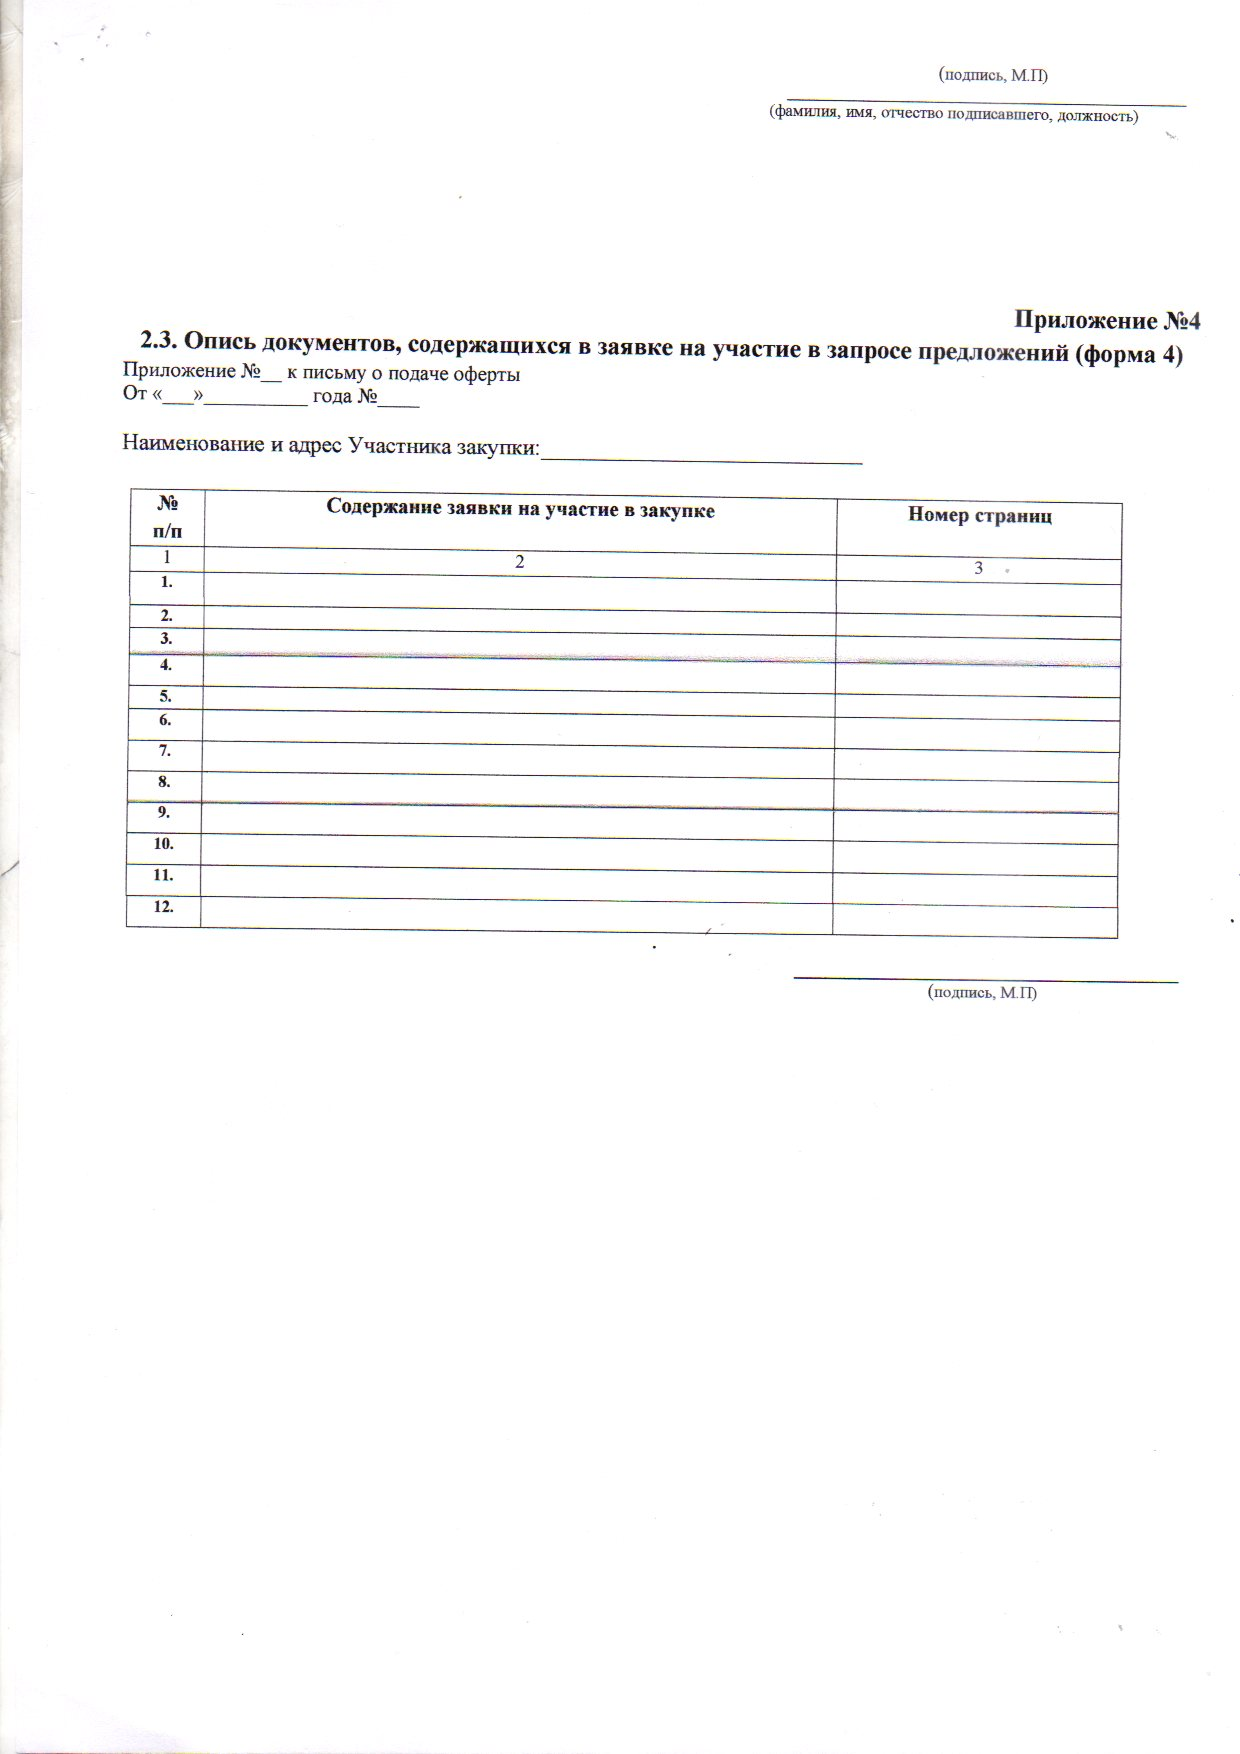 (подпись, М.П)
(фамилия, имя, отчество подписавшего, должность)
Приложение №4
2.3. Опись документов, содержащихся в заявке на участие в запросе предложений (форма 4)
Приложение №__ к письму о подаче оферты
От «___»__________ года №____
Наименование и адрес Участника закупки:
№ п/п Содержание заявки на участие в закупке Номер страниц
1 2 3
1.
2.
3.
4.
5.
6.
7.
8.
9.
10.
11.
12.
(подпись, М.П)